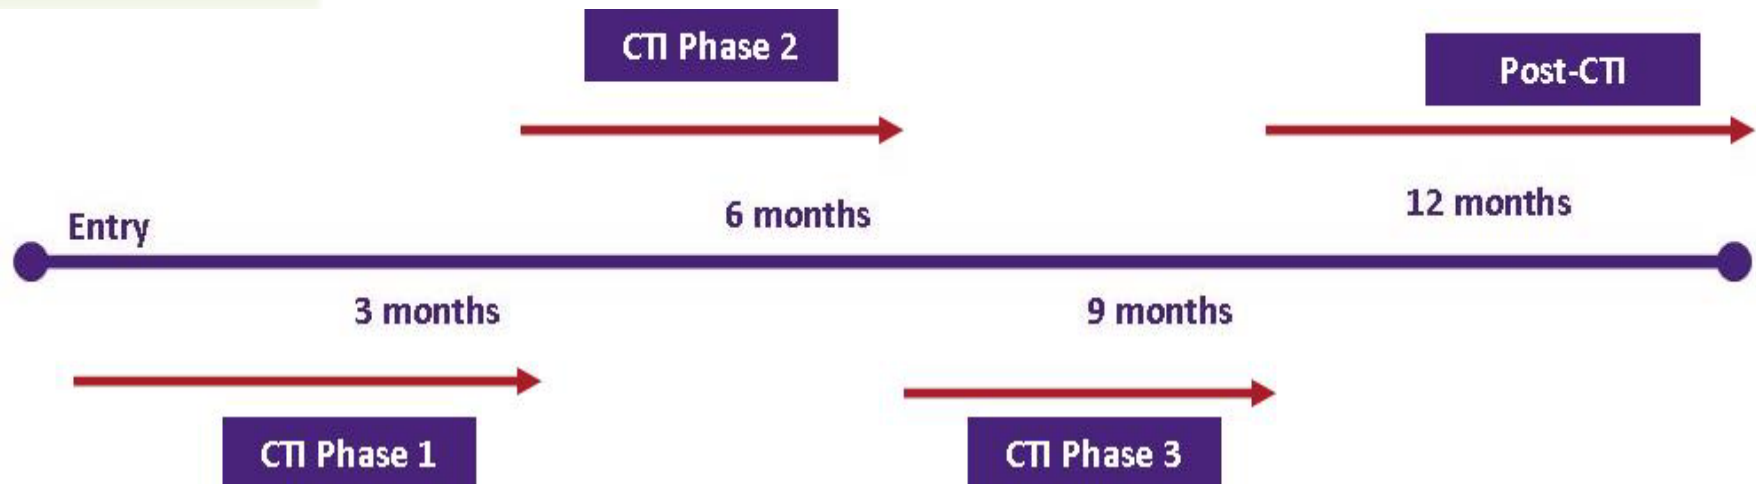 CTI Phase 2
Post-CTI
12 months
6 months
Entry
3 months
9 months
CTI Phase 1
CTI Phase 3